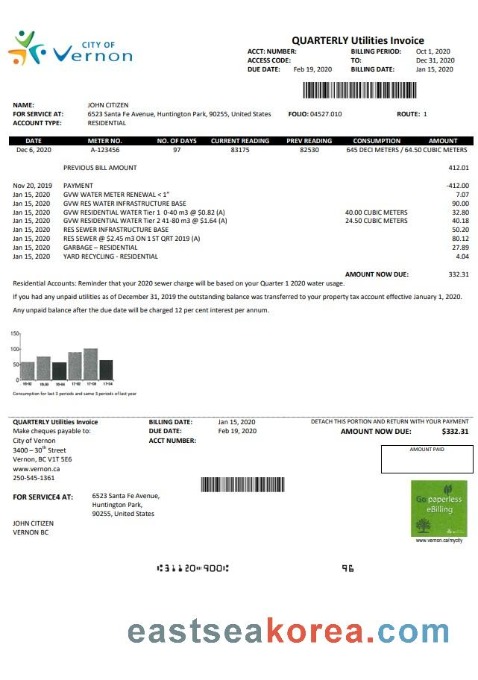 CITY OF
Vernon
QUARTERLY Utilities Invoice
ACCT: NUMBER: BILLING PERIOD: Oct 1, 2020
ACCESS CODE: TO: Dec 31, 2020
DUE DATE: Feb 19, 2020 BILLING DATE: Jan 15, 2020
NAME: JOHN CITIZEN
FOR SERVICE AT: 6523 Santa Fe Avenue, Huntington Park, 90255, United States FOLIO: 04527.010 ROUTE: 1
ACCOUNT TYPE: RESIDENTIAL
DATE METER NO. NO. OF DAYS CURRENT READING PREV READING CONSUMPTION AMOUNT
Dec 6, 2020 A-123456 97 83175 82530 645 DECI METERS / 64.50 CUBIC METERS
PREVIOUS BILL AMOUNT 412.01
Nov 20, 2019 PAYMENT -412.00
Jan 15, 2020 GVW WATER METER RENEWAL < 1" 7.07
Jan 15, 2020 GVW RES WATER INFRASTRUCTURE BASE 90.00
Jan 15, 2020 GVW RESIDENTIAL WATER Tier 1 0-40 m3 @ $0.82 (A) 40.00 CUBIC METERS 32.80
Jan 15, 2020 GVW RESIDENTIAL WATER Tier 2 41-80 m3 @ $1.64 (A) 24.50 CUBIC METERS 40.18
Jan 15, 2020 RES SEWER INFRASTRUCTURE BASE 50.20
Jan 15, 2020 RES SEWER @ $2.45 m3 ON 1 ST QRT 2019 (A) 80.12
Jan 15, 2020 GARBAGE – RESIDENTIAL 27.89
Jan 15, 2020 YARD RECYCLING - RESIDENTIAL 4.04
AMOUNT NOW DUE: 332.31
Residential Accounts: Reminder that your 2020 sewer charge will be based on your Quarter 1 2020 water usage.
If you had any unpaid utilities as of December 31, 2019 the outstanding balance was transferred to your property tax account effective January 1, 2020.
Any unpaid balance after the due date will be charged 12 per cent interest per annum.
150
100
50
0
Consumption for last 3 periods and same 3 periods of last year
QUARTERLY Utilities Invoice BILLING DATE: Jan 15, 2020 DETACH THIS PORTION AND RETURN WITH YOUR PAYMENT
Make cheques payable to: DUE DATE: Feb 19, 2020 AMOUNT NOW DUE: $332.31
City of Vernon ACCT NUMBER:
3400 – 30th Street AMOUNT PAID
Vernon, BC V1T 5E6
www.vernon.ca
250-545-1361
FOR SERVICE4 AT: 6523 Santa Fe Avenue,
Huntington Park,
90255, United States
JOHN CITIZEN
VERNON BC
Go paperless
eBilling
www.vernon.ca/mycity
⑆31120⑉900⑆ 96
eastseakorea.com